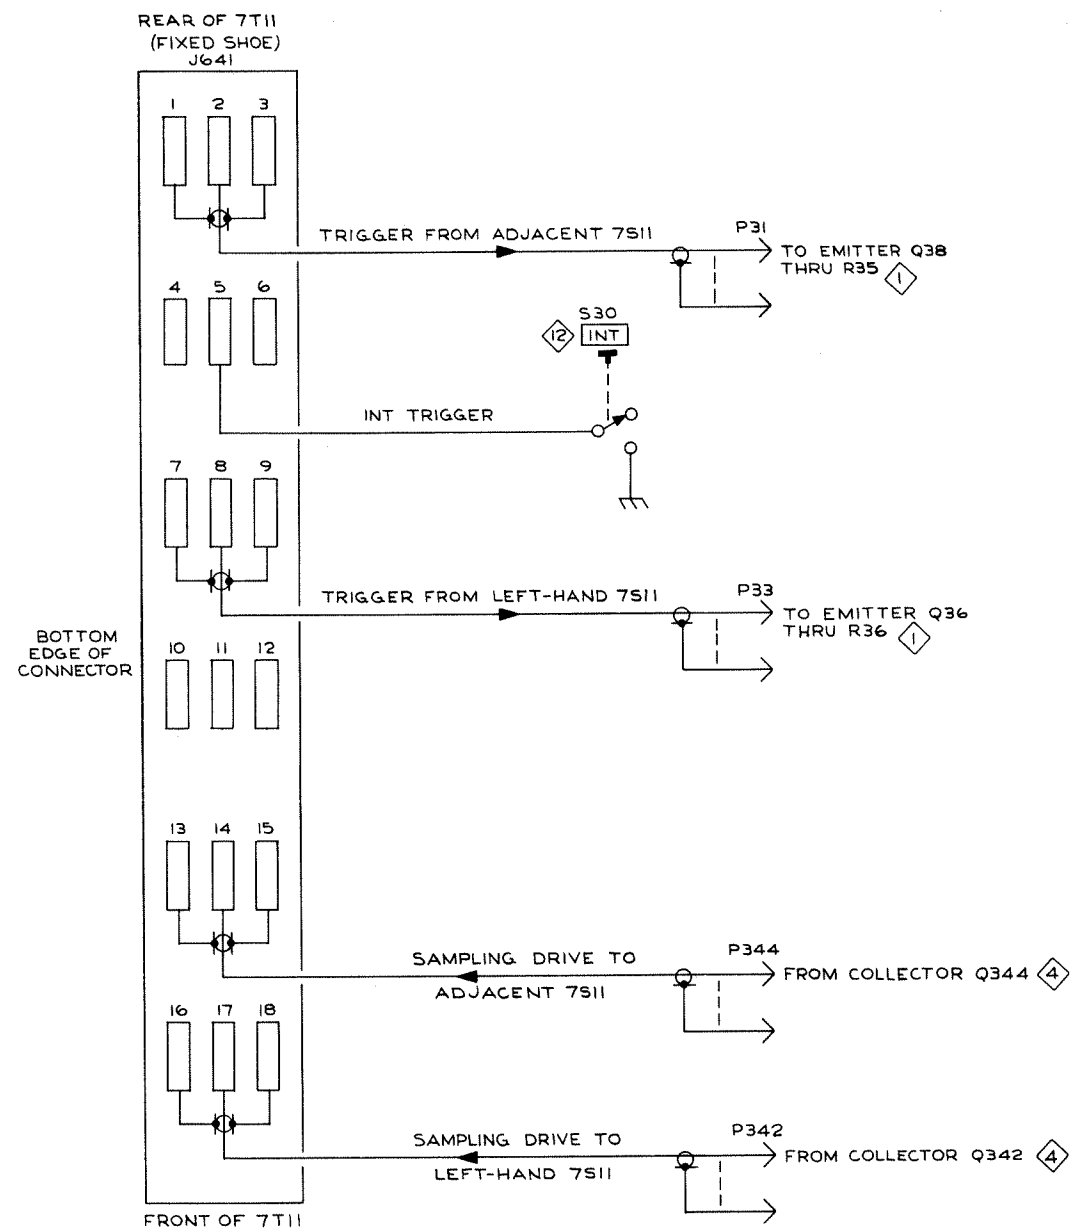 REAR OF 7T11
(FIXED SHOE)
J641
1 2 3
TRIGGER FROM ADJACENT 7S11
P31
TO EMITTER Q38
THRU R35 1
4 5 6
S30
12 INT
INT TRIGGER
7 8 9
TRIGGER FROM LEFT-HAND 7S11
P33
TO EMITTER Q36
THRU R36 1
BOTTOM
EDGE OF
CONNECTOR
10 11 12
13 14 15
SAMPLING DRIVE TO
ADJACENT 7S11
P344
FROM COLLECTOR Q344 4
16 17 18
SAMPLING DRIVE TO
LEFT-HAND 7S11
P342
FROM COLLECTOR Q342 4
FRONT OF 7T11